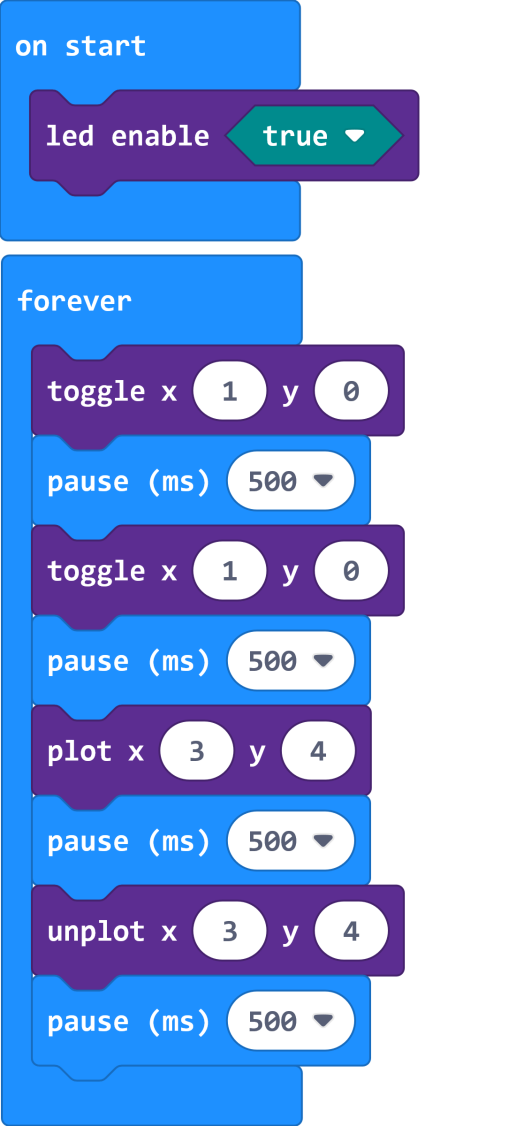 on start
led enable true
forever
toggle x 1 y 0
pause (ms) 500
toggle x 1 y 0
pause (ms) 500
plot x 3 y 4
pause (ms) 500
unplot x 3 y 4
pause (ms) 500